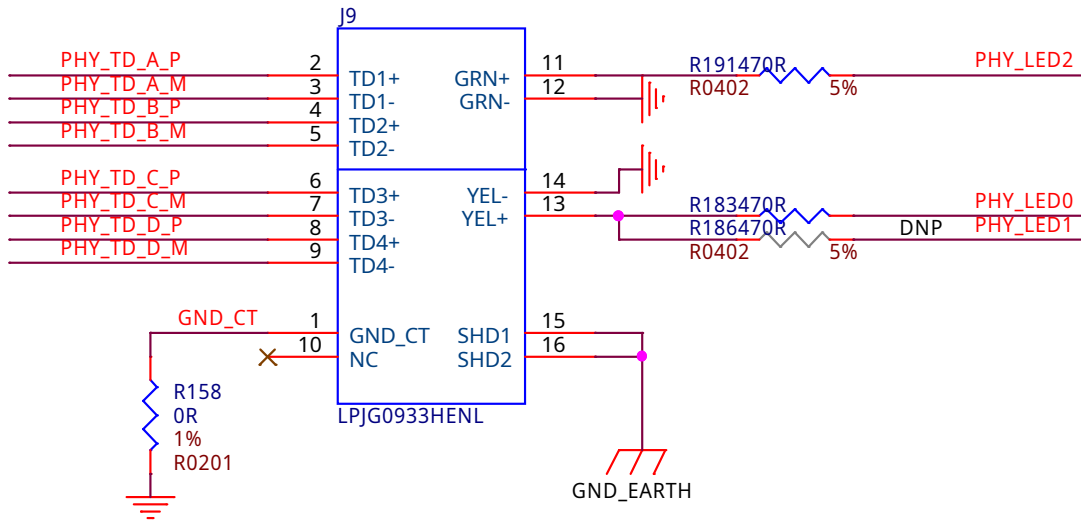 J9
PHY_TD_A_P 2 TD1+
PHY_TD_A_M 3 TD1-
PHY_TD_B_P 4 TD2+
PHY_TD_B_M 5 TD2-
PHY_TD_C_P 6 TD3+
PHY_TD_C_M 7 TD3-
PHY_TD_D_P 8 TD4+
PHY_TD_D_M 9 TD4-
GND_CT 1 GND_CT
10 NC
GRN+ 11 R191 470R PHY_LED2
GRN- 12 R0402 5%
YEL- 14
YEL+ 13 R183 470R PHY_LED0
R186 470R DNP PHY_LED1
R0402 5%
SHD1 15
SHD2 16
LPJG0933HENL
R158
0R
1%
R0201
GND_EARTH